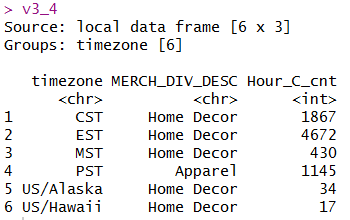 > v3_4
Source: local data frame [6 x 3]
Groups: timezone [6]
timezone MERCH_DIV_DESC Hour_C_cnt
<chr> <chr> <int>
1 CST Home Decor 1867
2 EST Home Decor 4672
3 MST Home Decor 430
4 PST Apparel 1145
5 US/Alaska Home Decor 34
6 US/Hawaii Home Decor 17